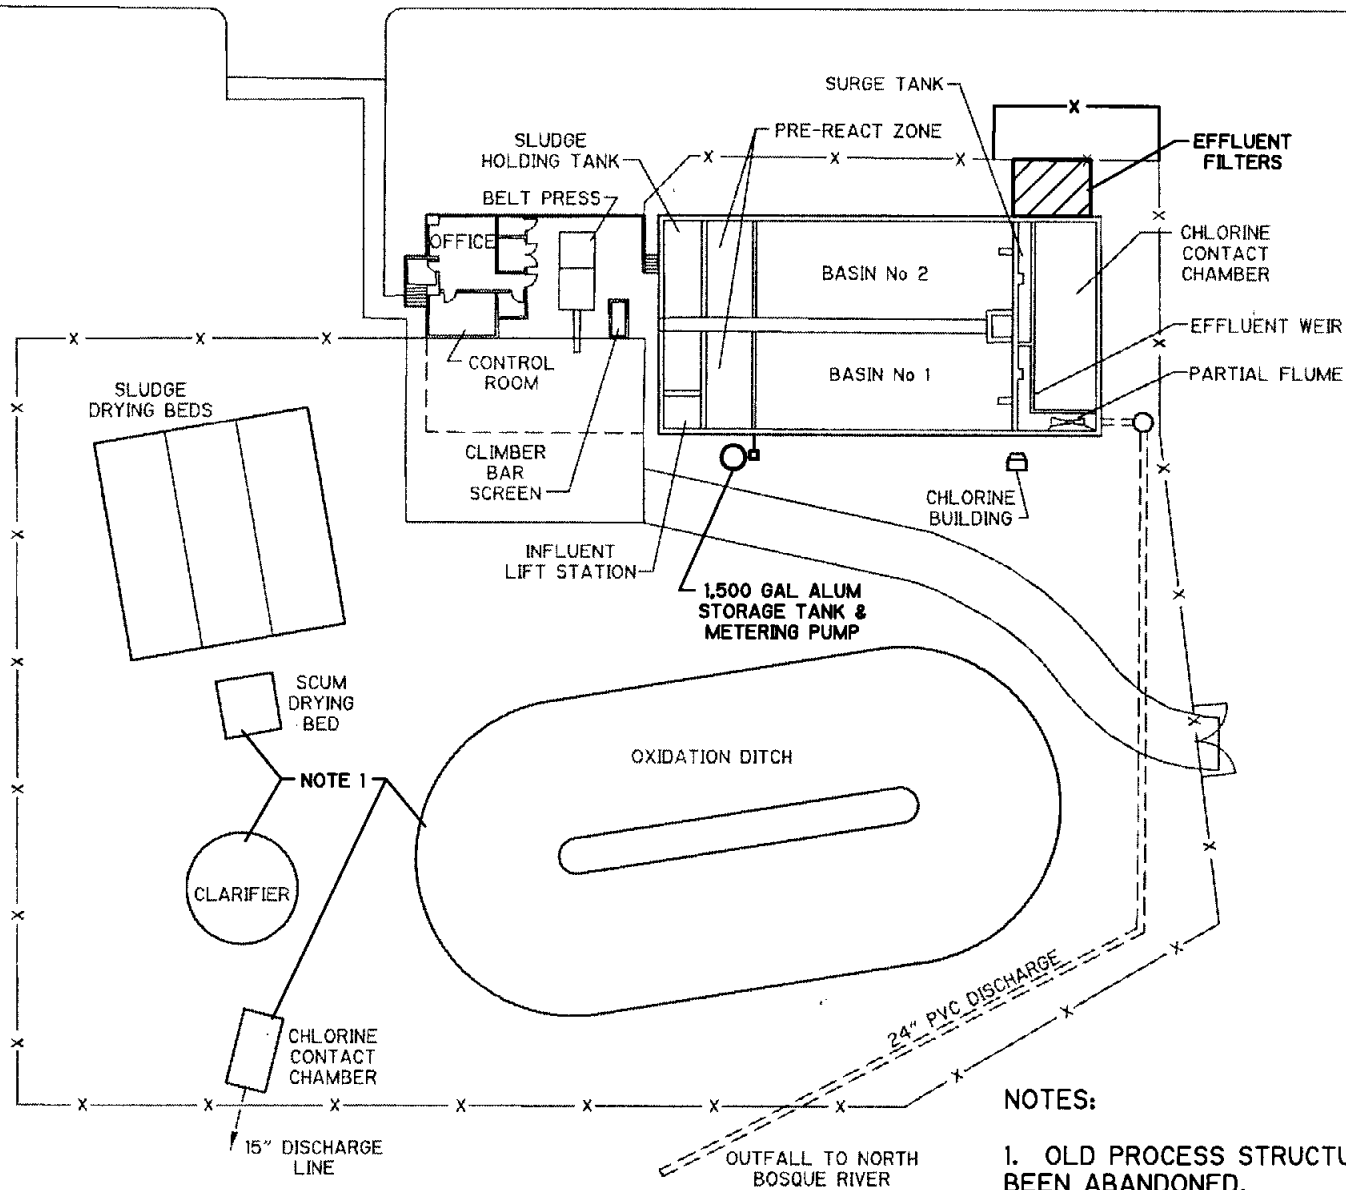 SURGE TANK
PRE-REACT ZONE
SLUDGE
HOLDING TANK
EFFLUENT
FILTERS
BELT PRESS
OFFICE
CHLORINE
CONTACT
CHAMBER
BASIN No 2
EFFLUENT WEIR
CONTROL
ROOM
BASIN No 1
PARTIAL FLUME
SLUDGE
DRYING BEDS
CLIMBER
BAR
SCREEN
CHLORINE
BUILDING
INFLUENT
LIFT STATION
1,500 GAL ALUM
STORAGE TANK &
METERING PUMP
SCUM
DRYING
BED
OXIDATION DITCH
NOTE 1
CLARIFIER
24" PVC DISCHARGE
CHLORINE
CONTACT
CHAMBER
15" DISCHARGE
LINE
OUTFALL TO NORTH
BOSQUE RIVER
NOTES:
1. OLD PROCESS STRUCTU
BEEN ABANDONED.